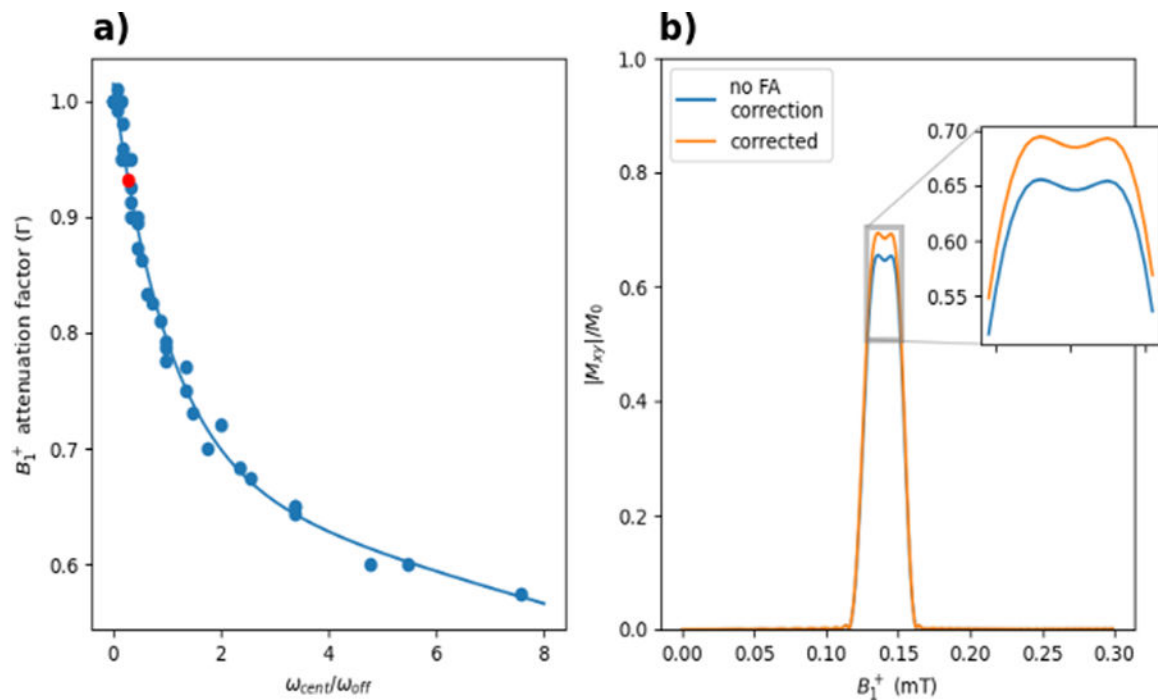 a)
1.0
0.9
0.8
0.7
0.6
B₁⁺ attenuation factor (Γ)
0 2 4 6 8
ω_cent/ω_off
b)
1.0
0.8
0.6
0.4
0.2
0.0
|M_xy|/M₀
no FA
correction
corrected
0.70
0.65
0.60
0.55
0.00 0.05 0.10 0.15 0.20 0.25 0.30
B₁⁺ (mT)